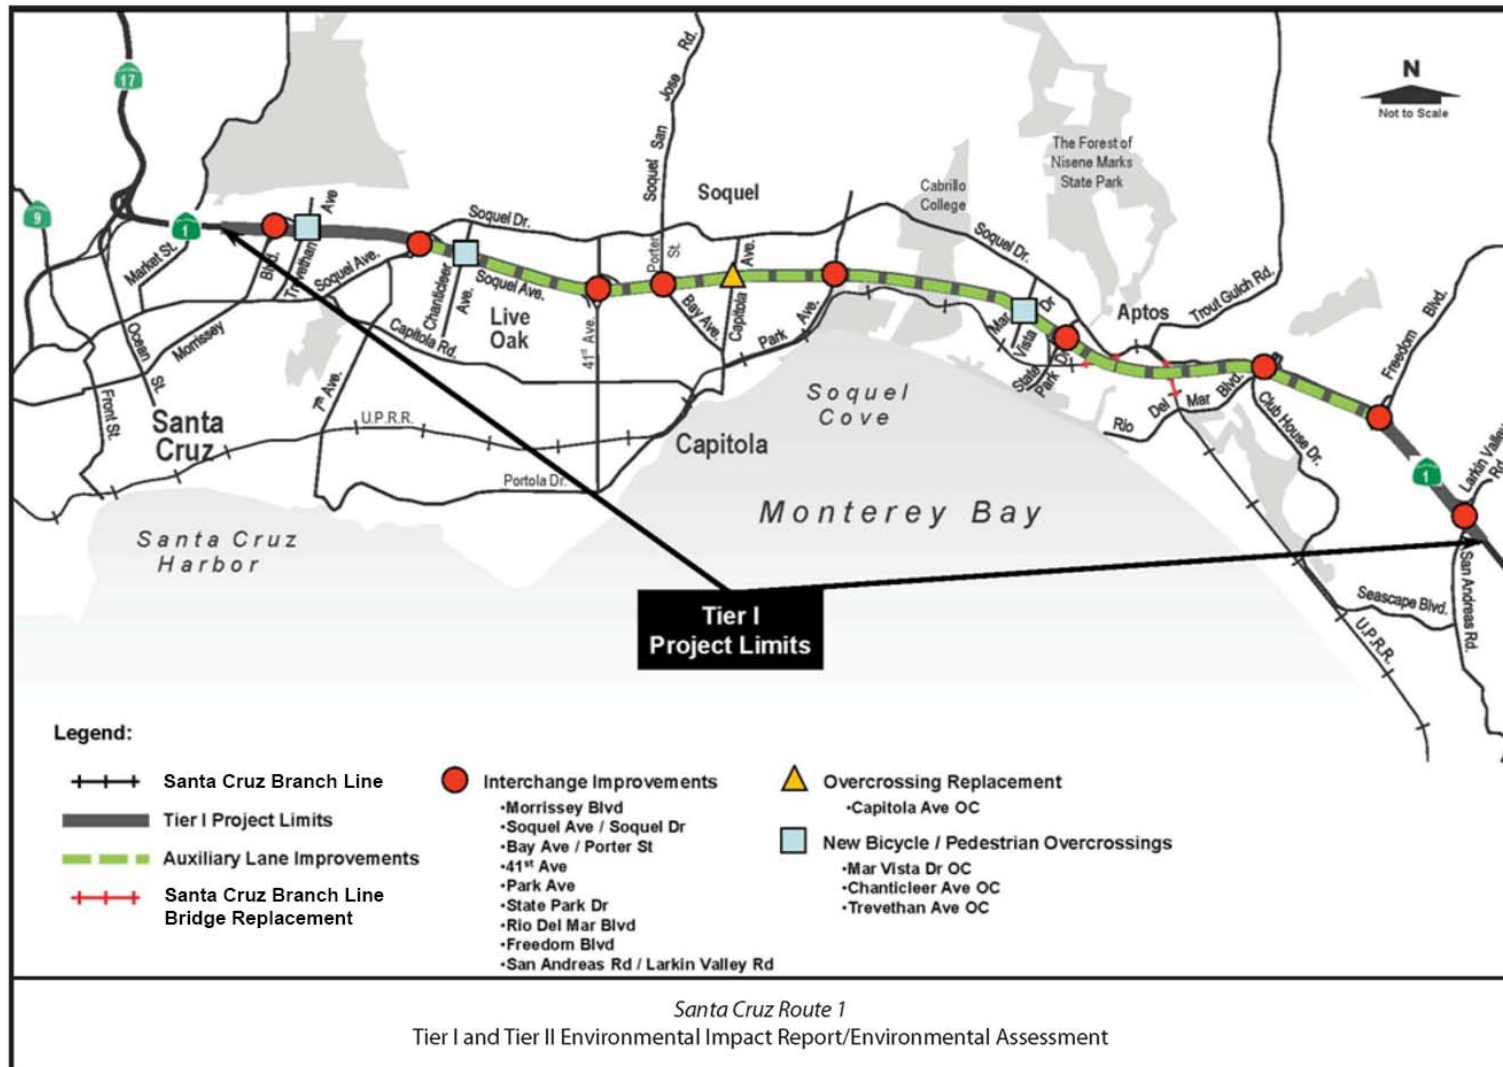 17
N
Not to Scale
Soquel San Jose Rd.
The Forest of
Nisene Marks
State Park
Soquel
Cabrillo
College
9
1
Ave
Soquel Dr.
Soquel Dr.
Market St.
Blvd.
Trevethan
Soquel Ave.
Porter
St.
Ave.
Trout Gulch Rd.
Chanticleer
Ave.
Soquel Ave.
Live
Oak
Bay Ave.
Capitola
Park
Ave.
Mar
Vista
Dr
Aptos
Freedom
Blvd.
Ocean
St.
Morrissey
Capitola Rd.
41st Ave.
State
Park
Dr
Rio
Del
Mar
Blvd.
Club House Dr.
Front St.
7th Ave.
Soquel
Cove
Santa
Cruz
U.P.R.R.
Capitola
Portola Dr.
1
Larkin Valley
Rd.
Monterey Bay
Santa Cruz
Harbor
San Andreas Rd.
Seascape Blvd.
U.P.R.R.
Tier I
Project Limits
Legend:
Santa Cruz Branch Line
Tier I Project Limits
Auxiliary Lane Improvements
Santa Cruz Branch Line
Bridge Replacement
Interchange Improvements
•Morrissey Blvd
•Soquel Ave / Soquel Dr
•Bay Ave / Porter St
•41st Ave
•Park Ave
•State Park Dr
•Rio Del Mar Blvd
•Freedom Blvd
•San Andreas Rd / Larkin Valley Rd
Overcrossing Replacement
•Capitola Ave OC
New Bicycle / Pedestrian Overcrossings
•Mar Vista Dr OC
•Chanticleer Ave OC
•Trevethan Ave OC
Santa Cruz Route 1
Tier I and Tier II Environmental Impact Report/Environmental Assessment